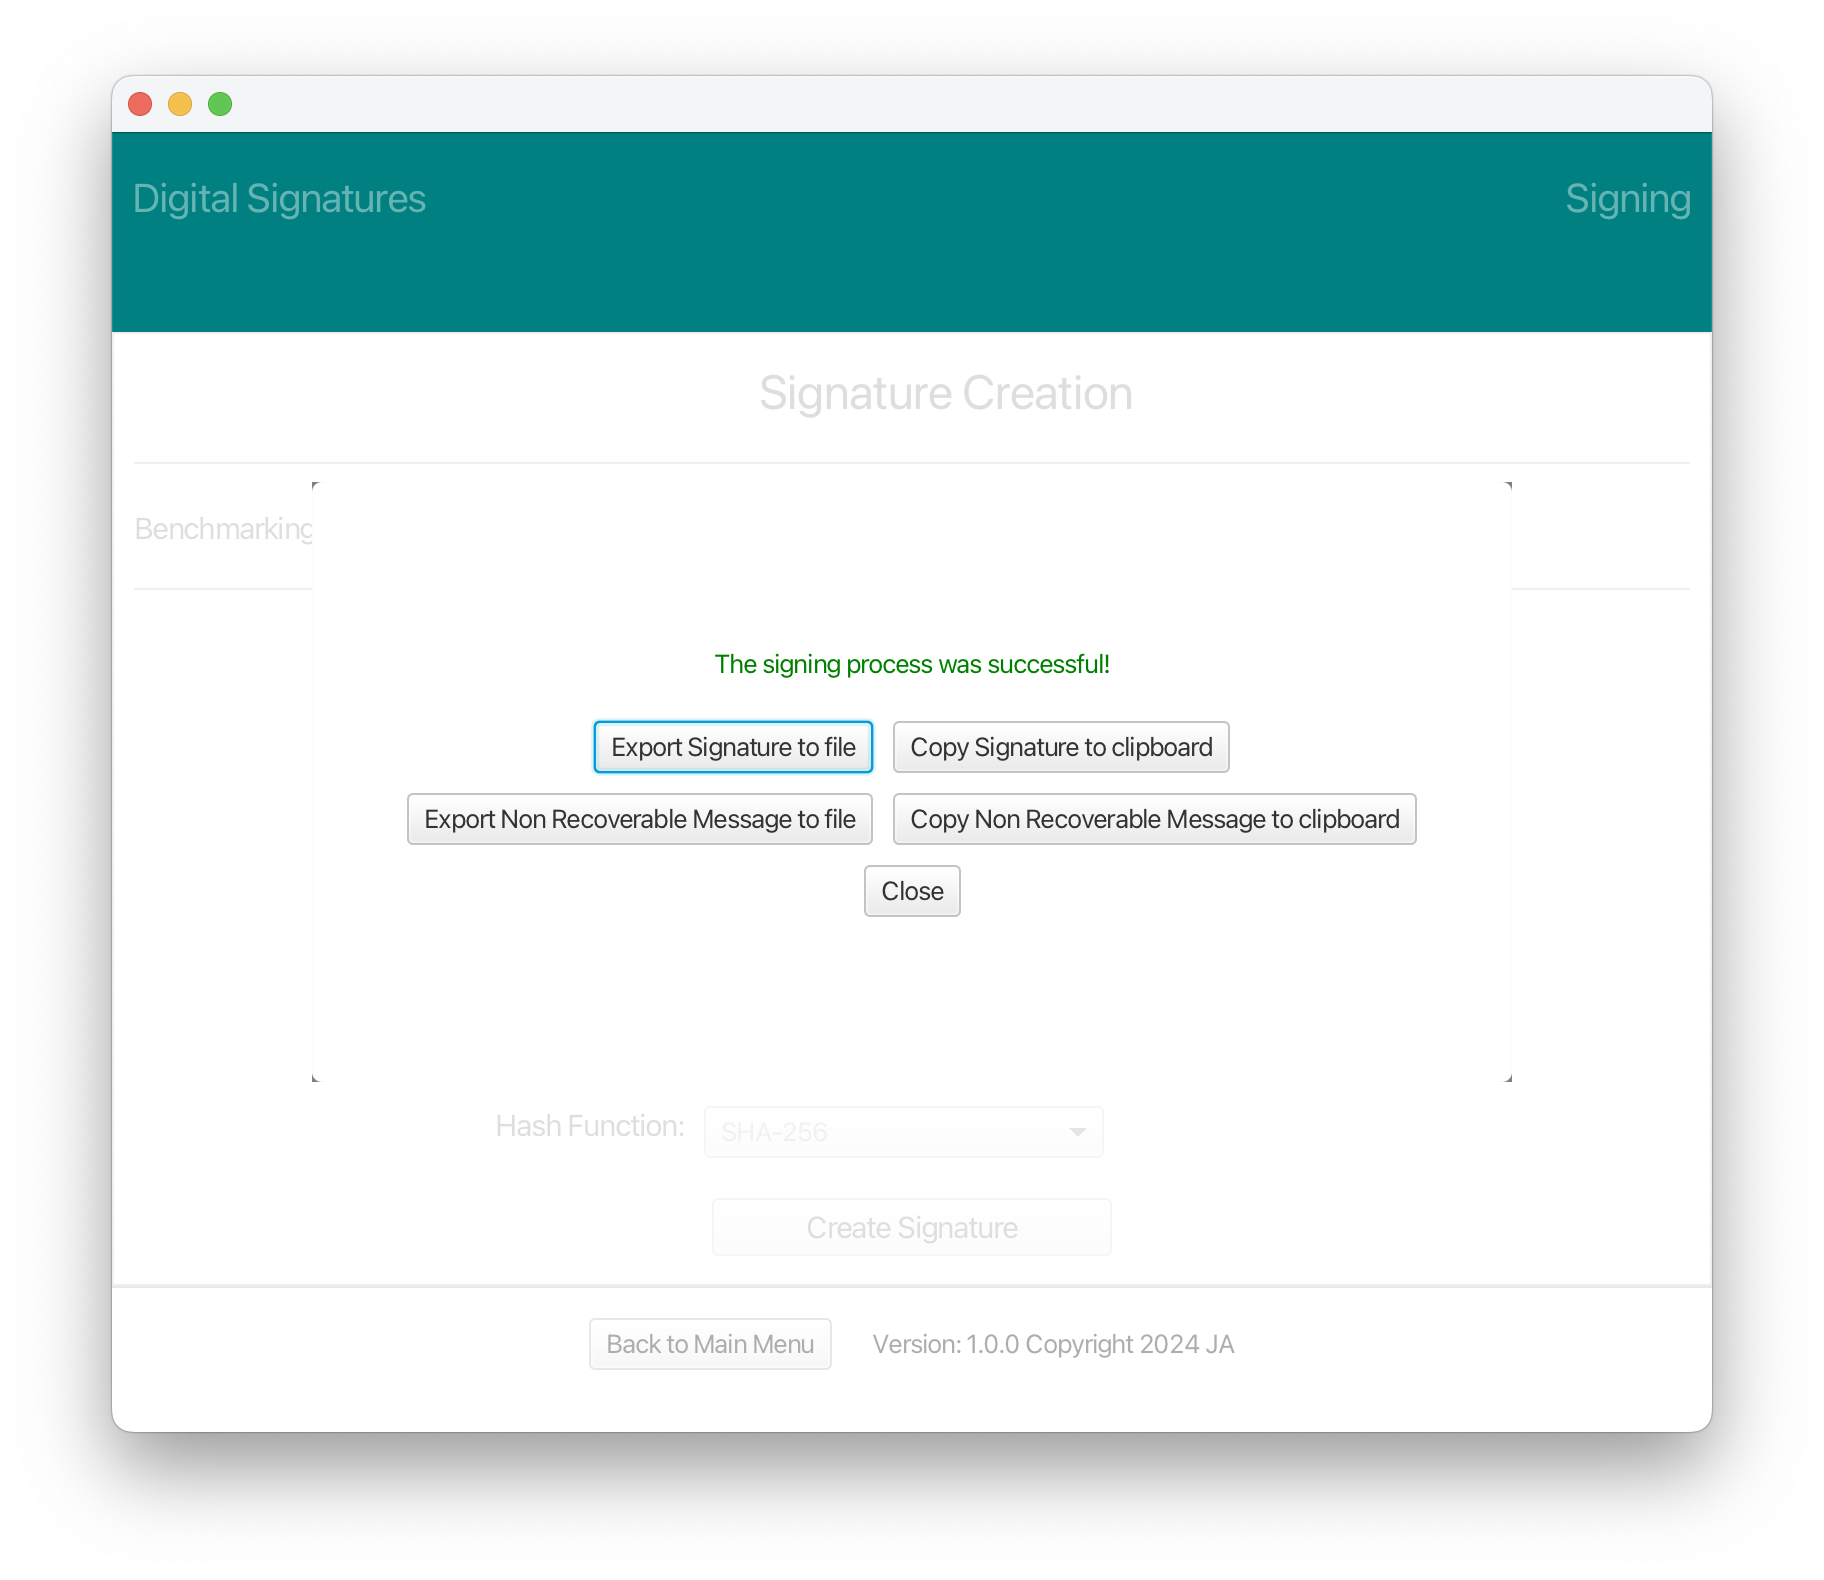 Digital Signatures
Signing
Signature Creation
Benchmarking
The signing process was successful!
Export Signature to file
Copy Signature to clipboard
Export Non Recoverable Message to file
Copy Non Recoverable Message to clipboard
Close
Hash Function:
SHA-256
Create Signature
Back to Main Menu
Version: 1.0.0 Copyright 2024 JA